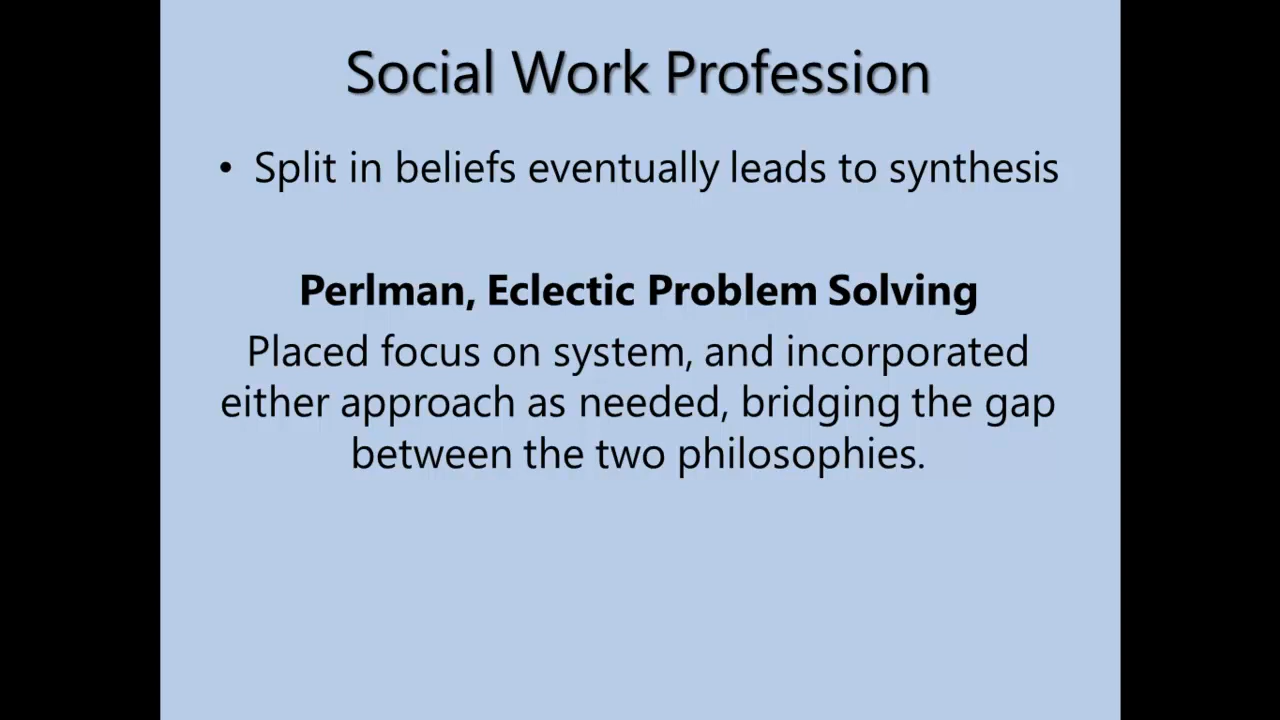 Social Work Profession
• Split in beliefs eventually leads to synthesis
Perlman, Eclectic Problem Solving
Placed focus on system, and incorporated
either approach as needed, bridging the gap
between the two philosophies.